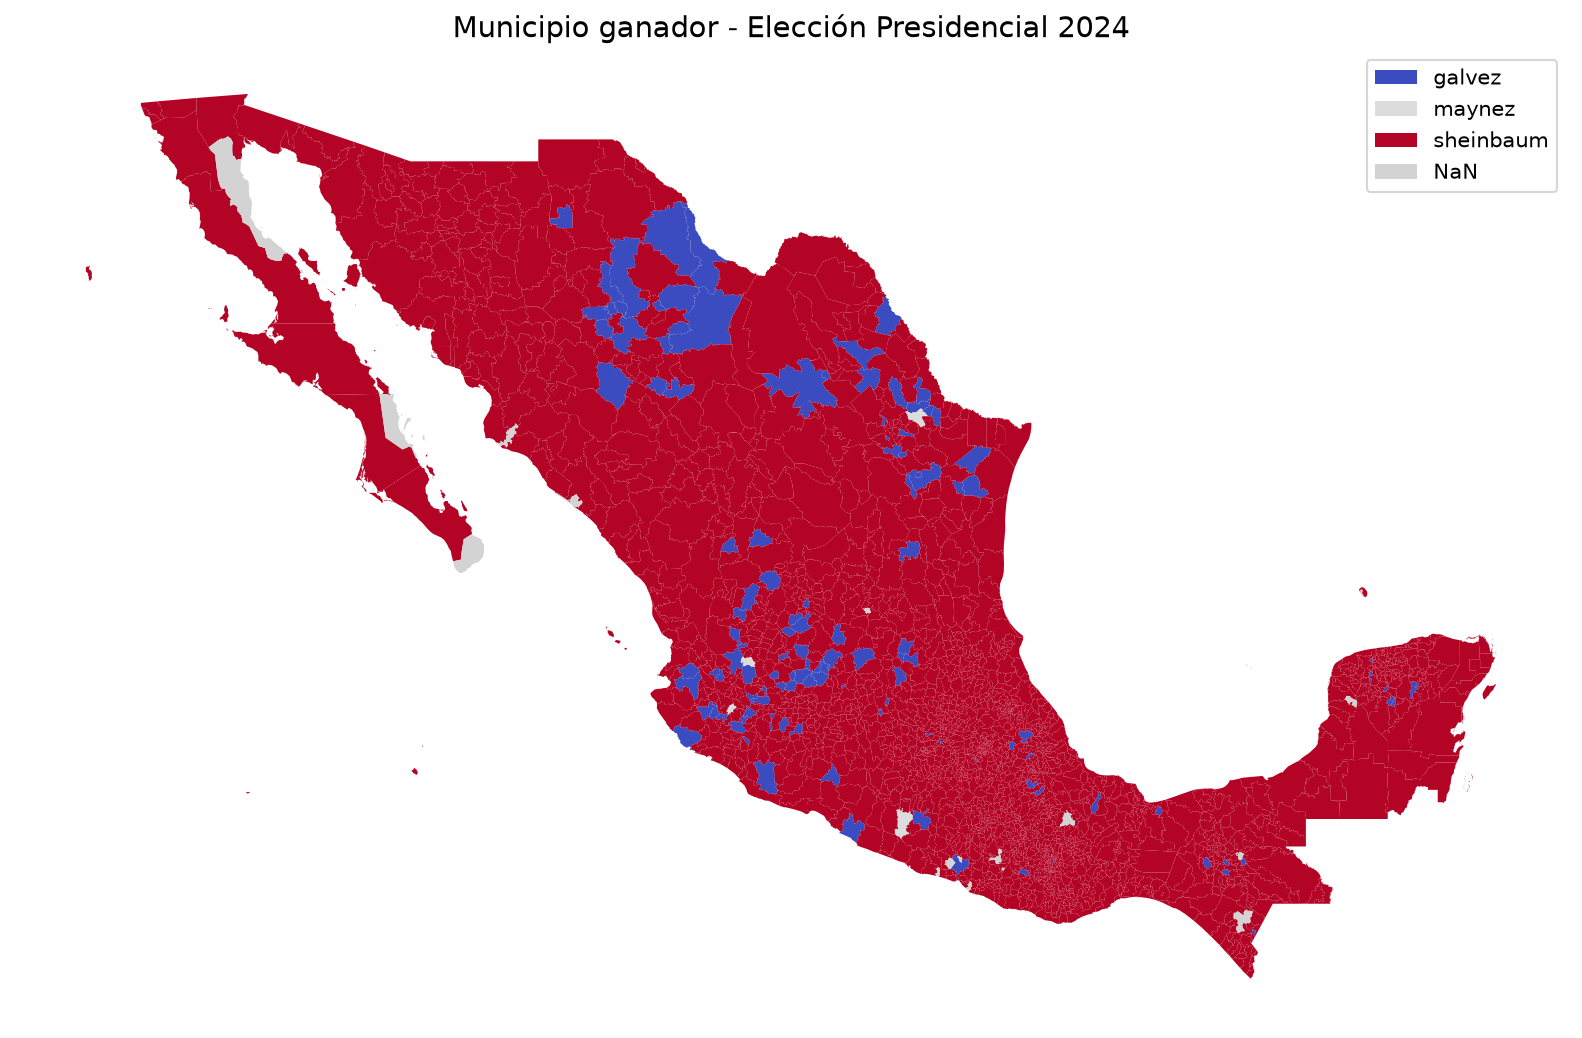 Municipio ganador - Elección Presidencial 2024
galvez
maynez
sheinbaum
NaN